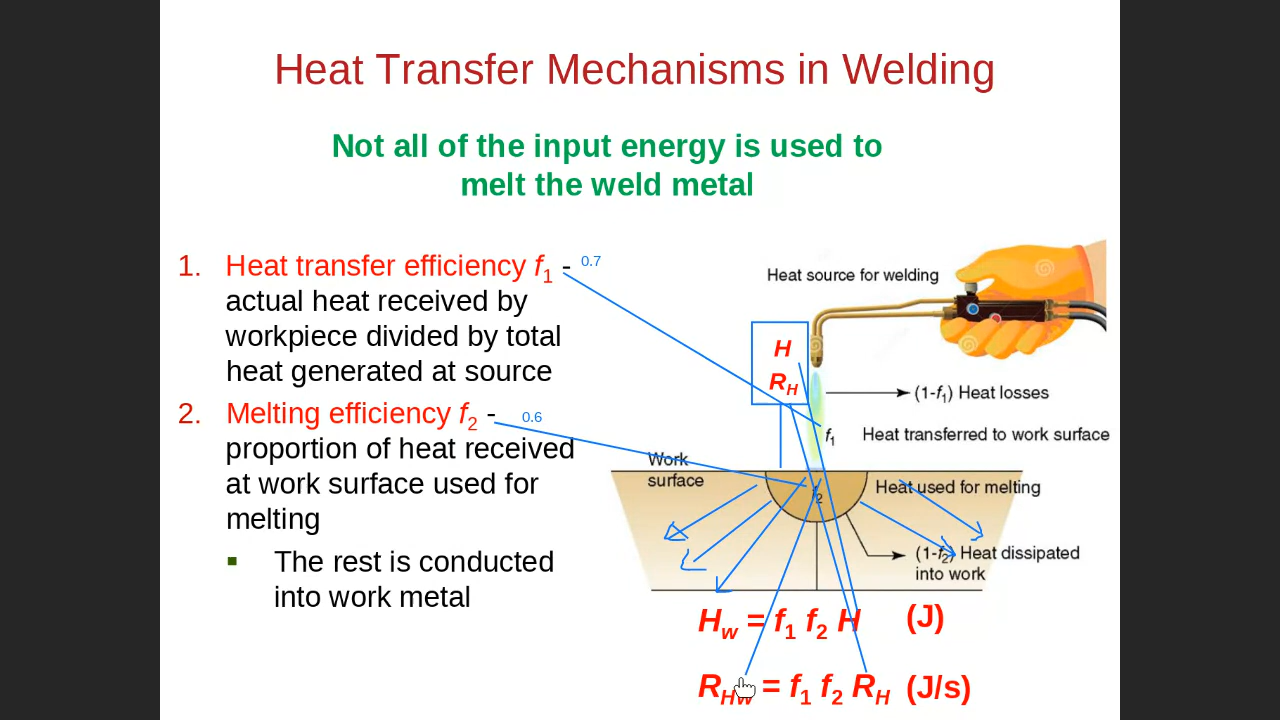 Heat Transfer Mechanisms in Welding
Not all of the input energy is used to
melt the weld metal
1. Heat transfer efficiency f1 - 0.7
actual heat received by
workpiece divided by total
heat generated at source
2. Melting efficiency f2 - 0.6
proportion of heat received
at work surface used for
melting
▪ The rest is conducted
into work metal
Heat source for welding
H
RH
(1-f1) Heat losses
f1 Heat transferred to work surface
Work
surface
f2
Heat used for melting
(1-f2) Heat dissipated
into work
Hw = f1 f2 H (J)
RHw = f1 f2 RH (J/s)